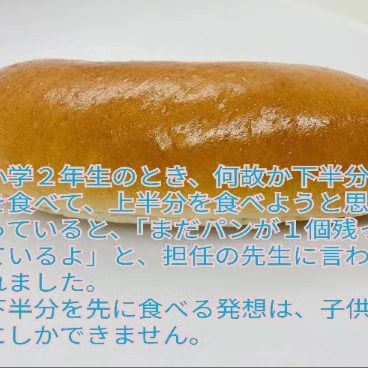 小学２年生のとき、何故か下半分
を食べて、上半分を食べようと思
っていると、「まだパンが１個残っ
ているよ」と、担任の先生に言わ
れました。
下半分を先に食べる発想は、子供
にしかできません。